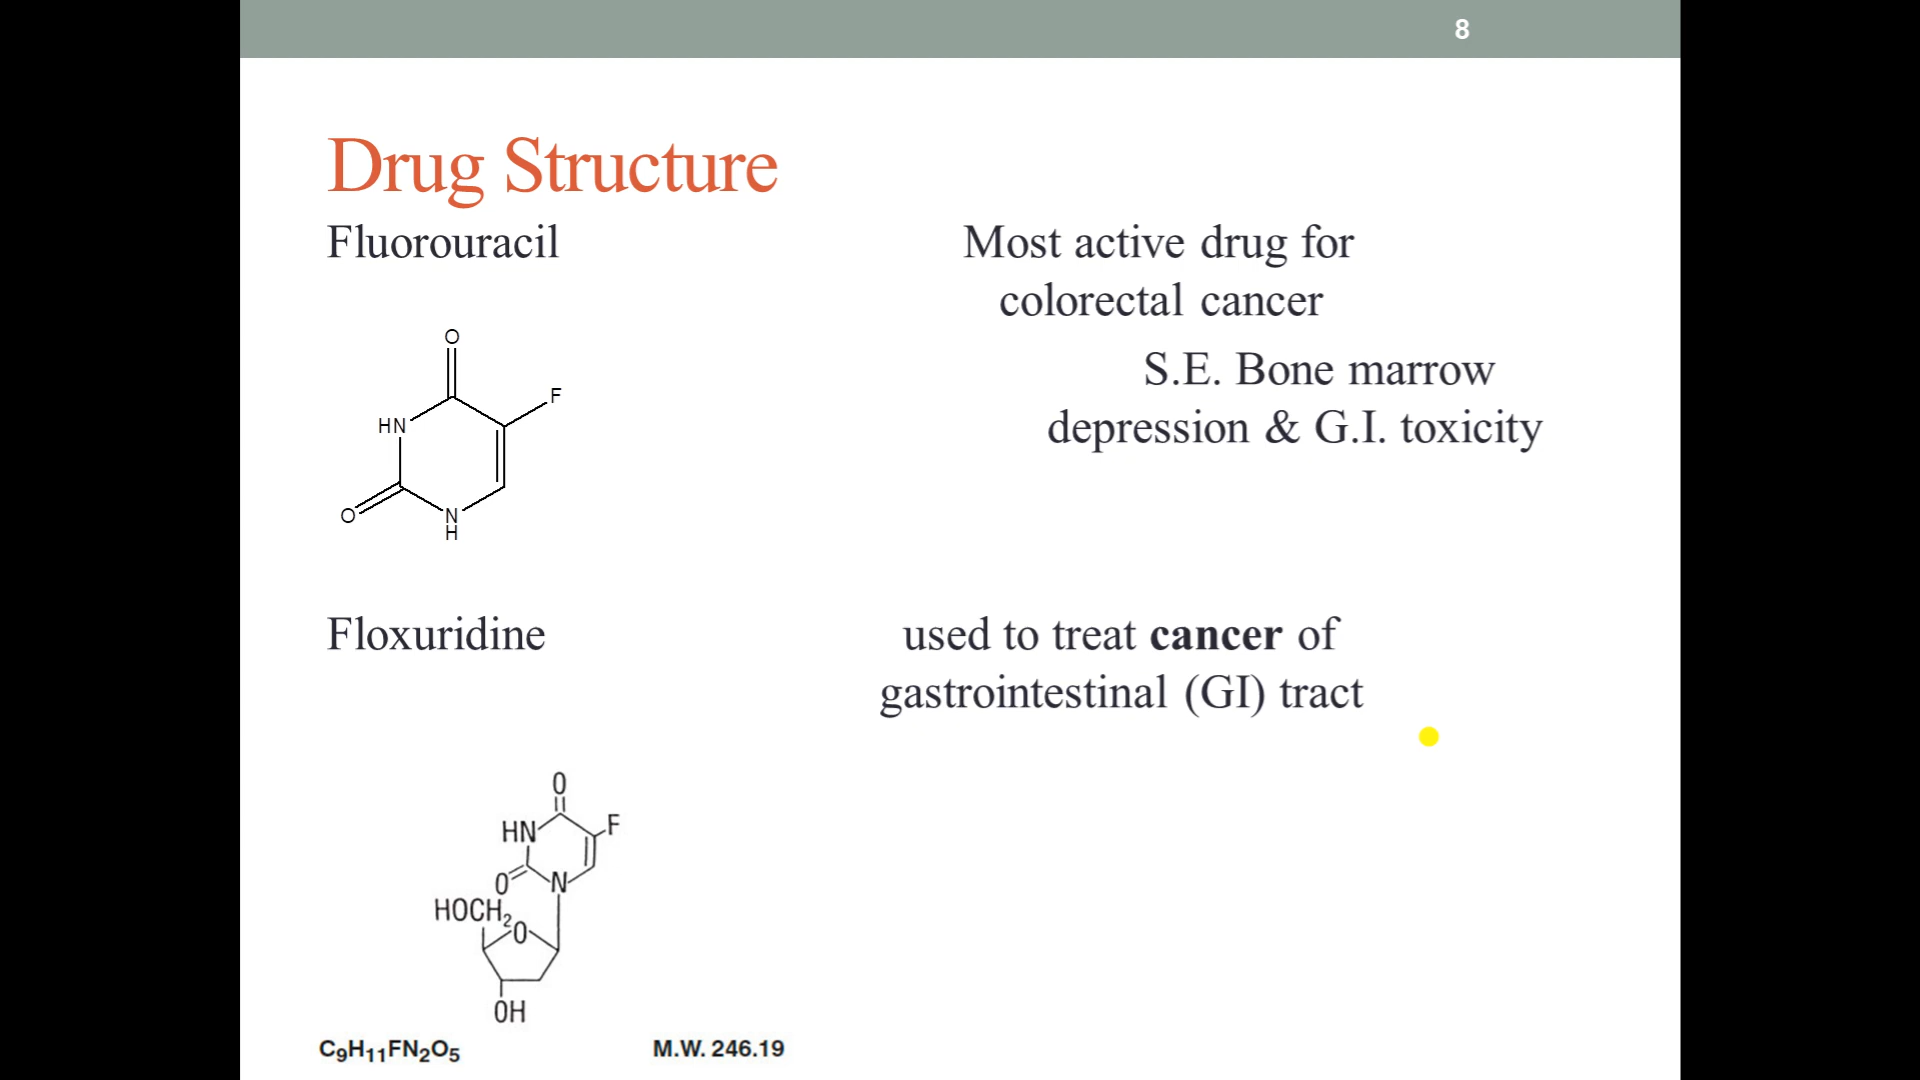 8
Drug Structure
Fluorouracil
Most active drug for
colorectal cancer
S.E. Bone marrow
depression & G.I. toxicity
O
F
HN
O
N
H
Floxuridine
used to treat cancer of
gastrointestinal (GI) tract
O
HN
F
O
N
HOCH₂
O
OH
C₉H₁₁FN₂O₅
M.W. 246.19